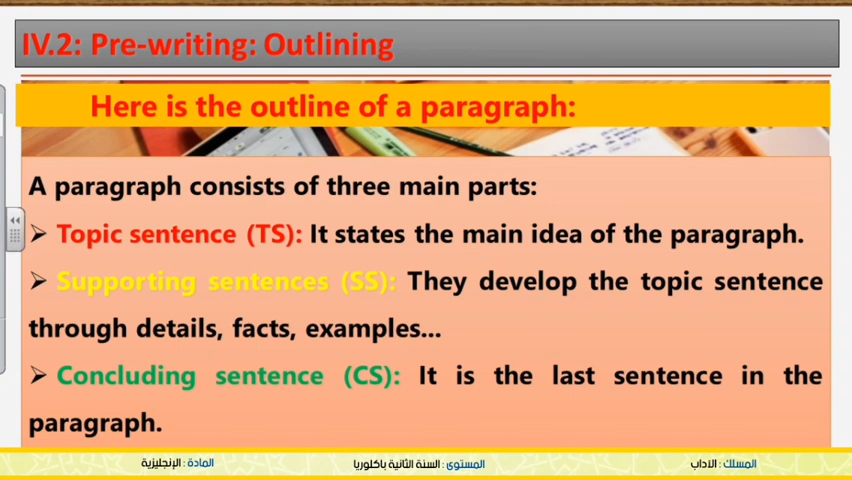 IV.2: Pre-writing: Outlining
Here is the outline of a paragraph:
A paragraph consists of three main parts:
➢ Topic sentence (TS): It states the main idea of the paragraph.
➢ Supporting sentences (SS): They develop the topic sentence
through details, facts, examples...
➢ Concluding sentence (CS): It is the last sentence in the
paragraph.
المسلك : الآداب
المستوى : السنة الثانية باكلوريا
المادة : الإنجليزية